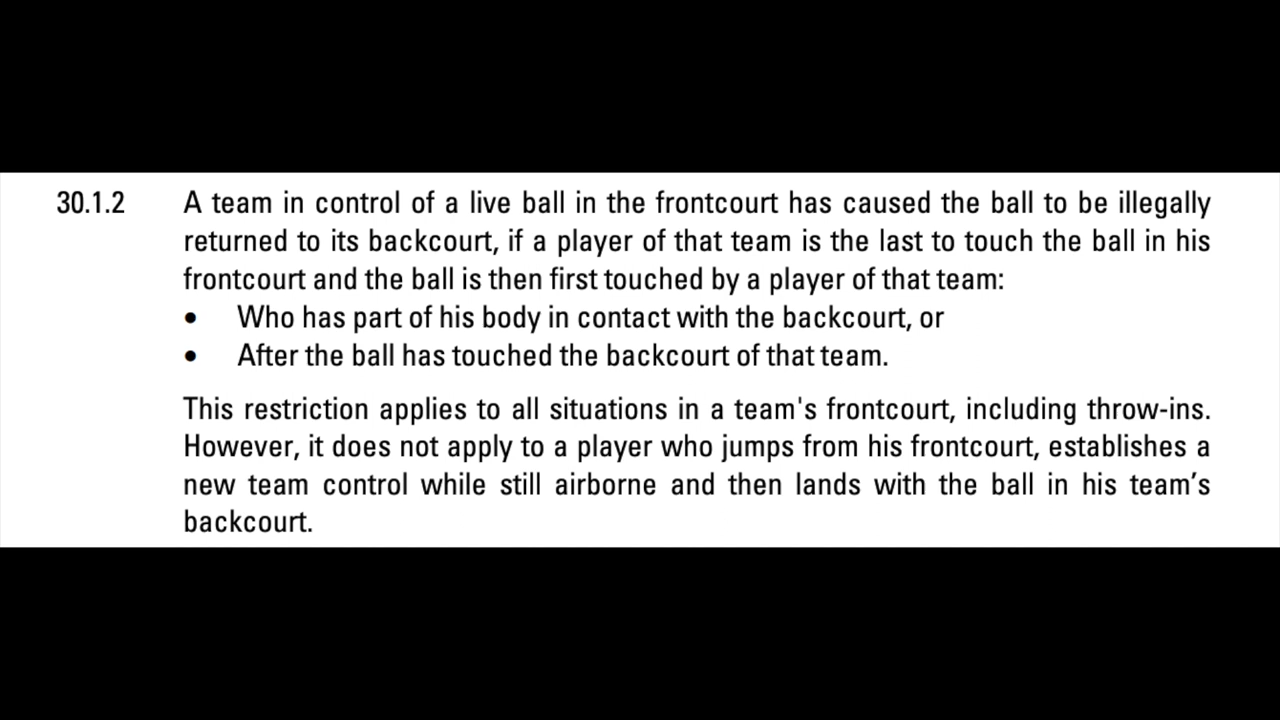 30.1.2 A team in control of a live ball in the frontcourt has caused the ball to be illegally
returned to its backcourt, if a player of that team is the last to touch the ball in his
frontcourt and the ball is then first touched by a player of that team:
• Who has part of his body in contact with the backcourt, or
• After the ball has touched the backcourt of that team.
This restriction applies to all situations in a team's frontcourt, including throw-ins.
However, it does not apply to a player who jumps from his frontcourt, establishes a
new team control while still airborne and then lands with the ball in his team’s
backcourt.